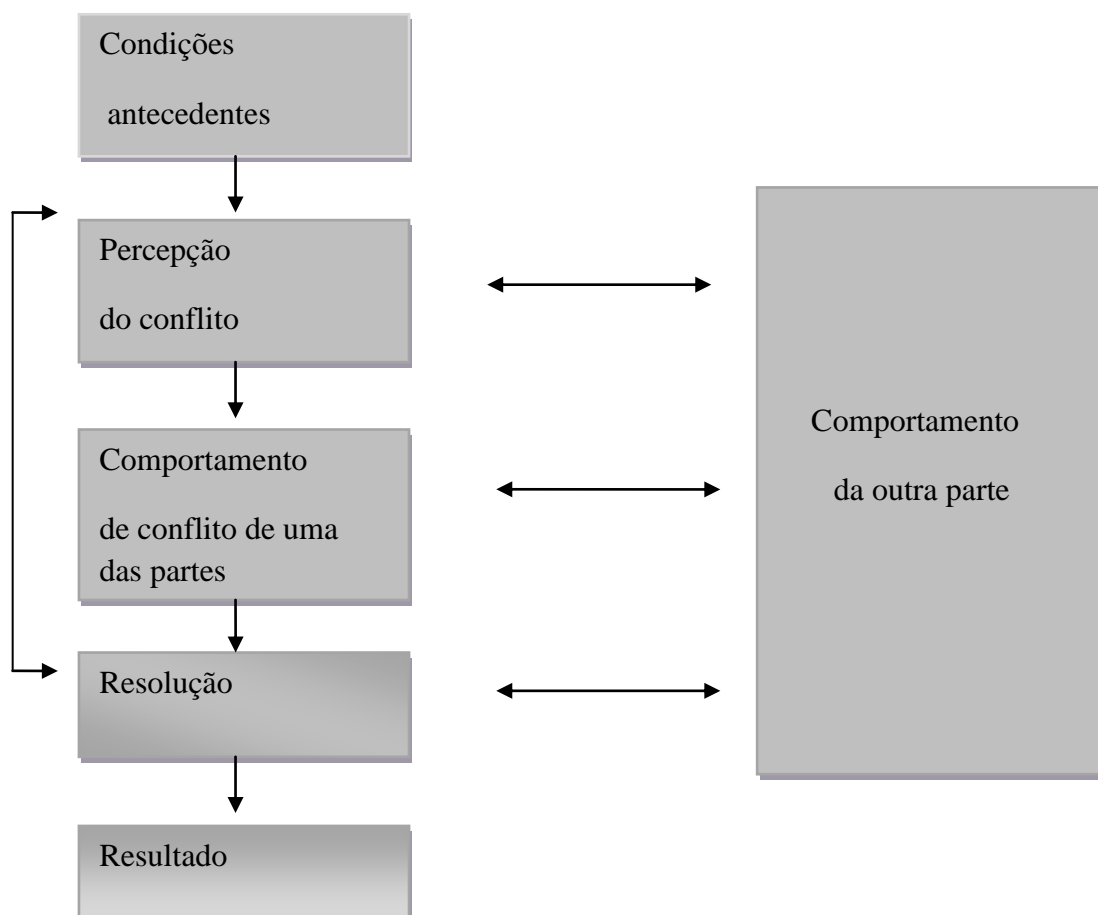 Condições
antecedentes
Percepção
do conflito
Comportamento
de conflito de uma
das partes
Resolução
Resultado
Comportamento
da outra parte